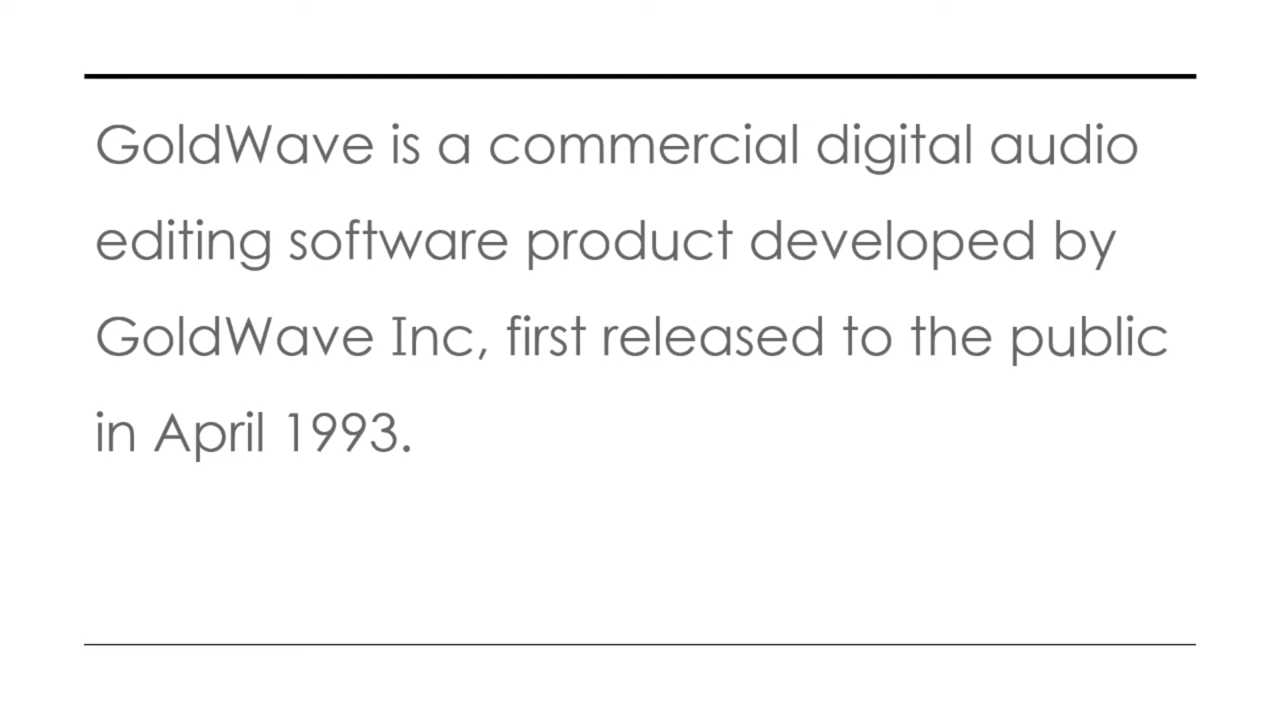 GoldWave is a commercial digital audio
editing software product developed by
GoldWave Inc, first released to the public
in April 1993.